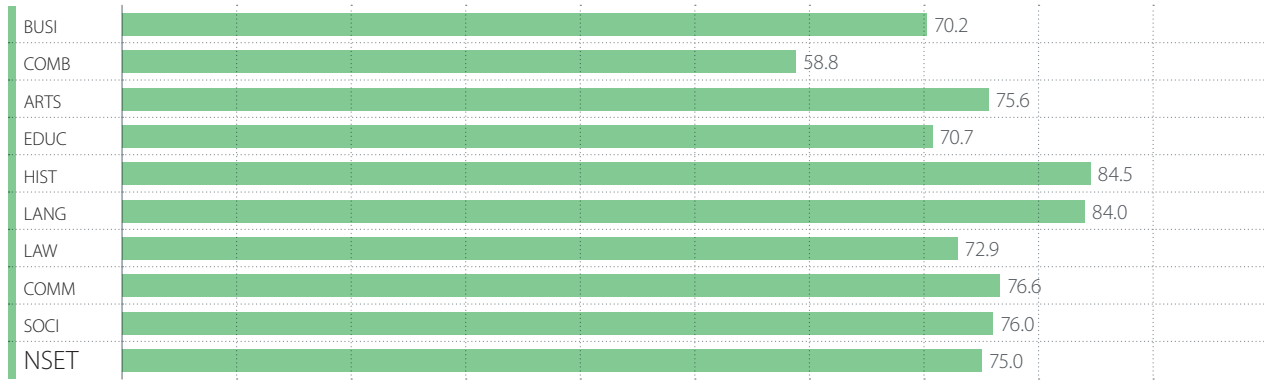 BUSI 70.2
COMB 58.8
ARTS 75.6
EDUC 70.7
HIST 84.5
LANG 84.0
LAW 72.9
COMM 76.6
SOCI 76.0
NSET 75.0